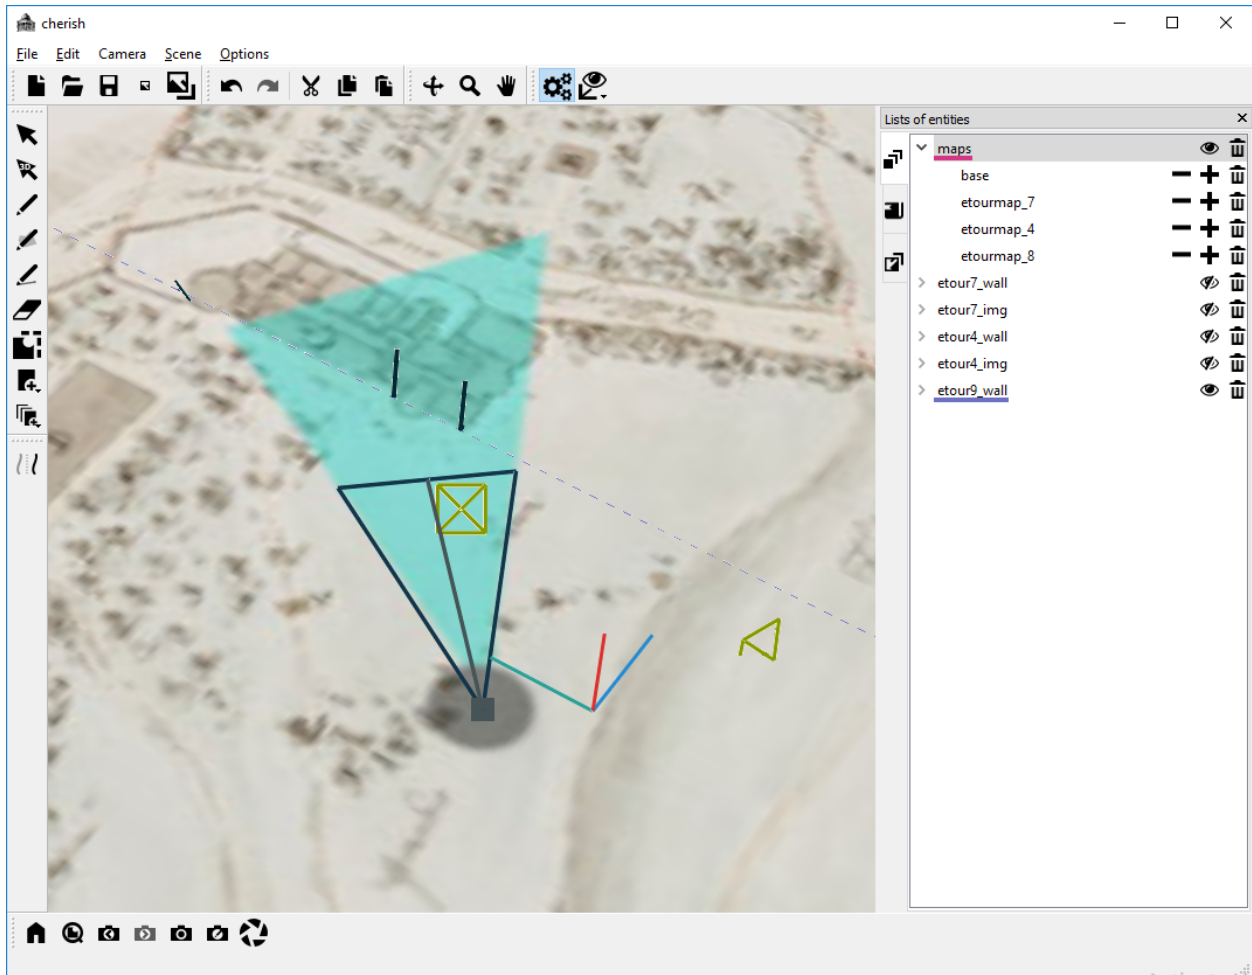 cherish
File Edit Camera Scene Options
Lists of entities
3D
maps
base
etourmap_7
etourmap_4
etourmap_8
etour7_wall
etour7_img
etour4_wall
etour4_img
etour9_wall